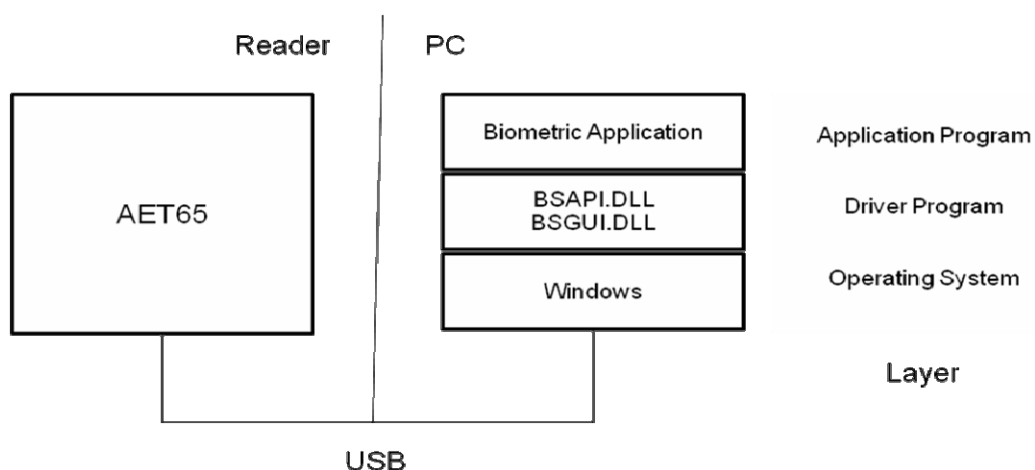 Reader
PC
AET65
Biometric Application
BSAPI.DLL
BSGUI.DLL
Windows
Application Program
Driver Program
Operating System
Layer
USB